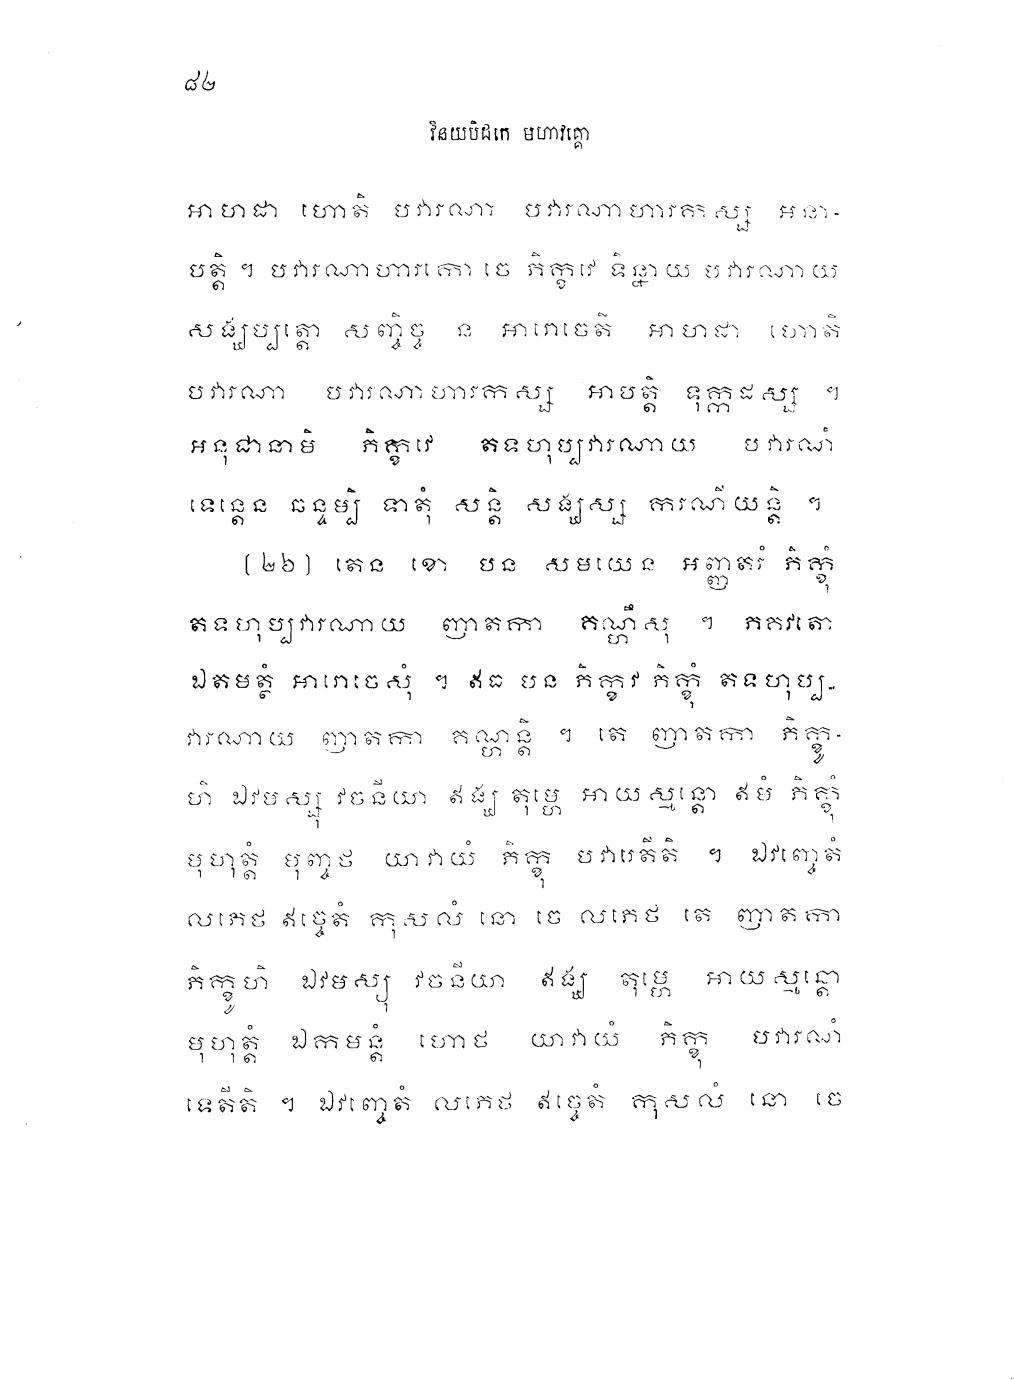 ៨២
វិនយបិដកេ មហាវគ្គោ
អាហដា ហោតិ បវារណា បវារណាហារកស្ស អនា-
បត្តិ ។ បវារណាហារកោ ចេ ភិក្ខវេ ទិន្នាយ បវារណាយ
សង្ឃប្បត្តោ សញ្ចិច្ច ន អារោចេតិ អាហដា ហោតិ
បវារណា បវារណាហារកស្ស អាបត្តិ ទុក្កដស្ស ។
អនុជានាមិ ភិក្ខវេ តទហុប្បវារណាយ បវារណំ
ទេន្តេន ឆន្ទម្បិ ទាតុំ សន្តិ សង្ឃស្ស ករណីយន្តិ ។
(២៦) តេន ខោ បន សមយេន អញ្ញតរំ ភិក្ខុំ
តទហុប្បវារណាយ ញាតកា គណ្ហឹសុ ។ ភគវតោ
ឯតមត្ថំ អារោចេសុំ ។ ឥធ បន ភិក្ខវេ ភិក្ខុំ តទហុប្ប-
វារណាយ ញាតកា គណ្ហន្តិ ។ តេ ញាតកា ភិក្ខូ-
ហិ ឯវមស្សុ វចនីយា ឥង្ឃ តុម្ហេ អាយស្មន្តោ ឥមំ ភិក្ខុំ
មុហុត្តំ មុញ្ចថ យាវាយំ ភិក្ខុ បវារេតីតិ ។ ឯវញ្ចេតំ
លភេថ ឥច្ចេតំ កុសលំ នោ ចេ លភេថ តេ ញាតកា
ភិក្ខូហិ ឯវមស្សុ វចនីយា ឥង្ឃ តុម្ហេ អាយស្មន្តោ
មុហុត្តំ ឯកមន្តំ ហោថ យាវាយំ ភិក្ខុ បវារណំ
ទេតីតិ ។ ឯវញ្ចេតំ លភេថ ឥច្ចេតំ កុសលំ នោ ចេ